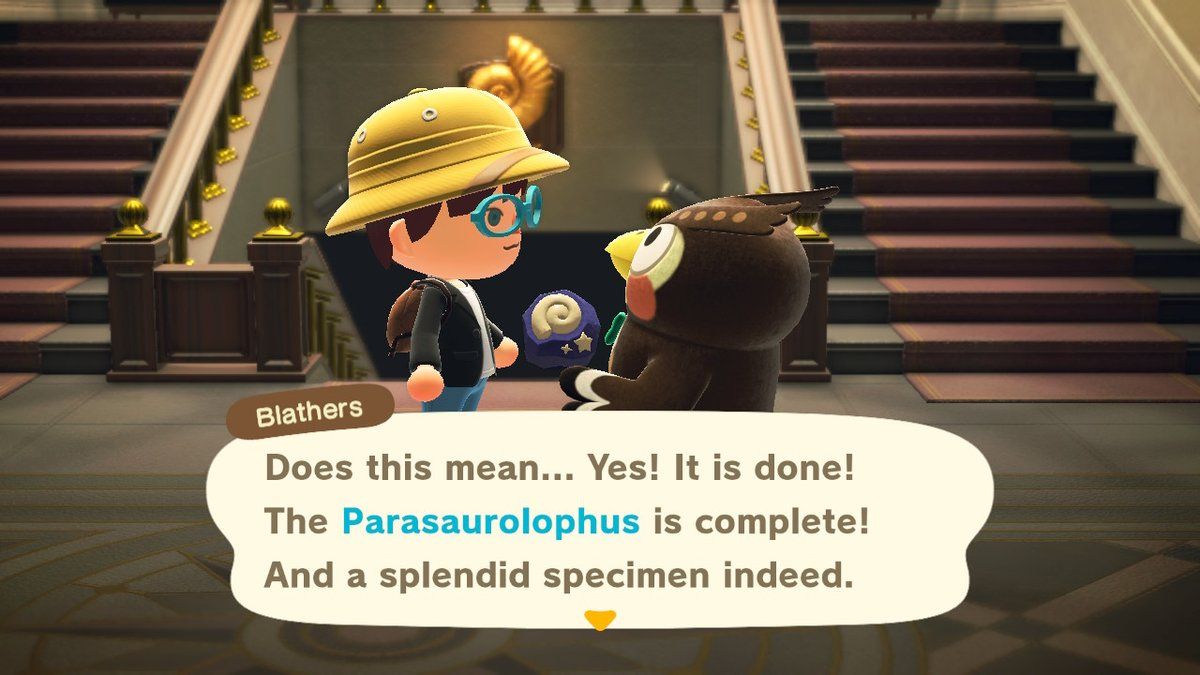 Blathers
Does this mean... Yes! It is done!
The Parasaurolophus is complete!
And a splendid specimen indeed.